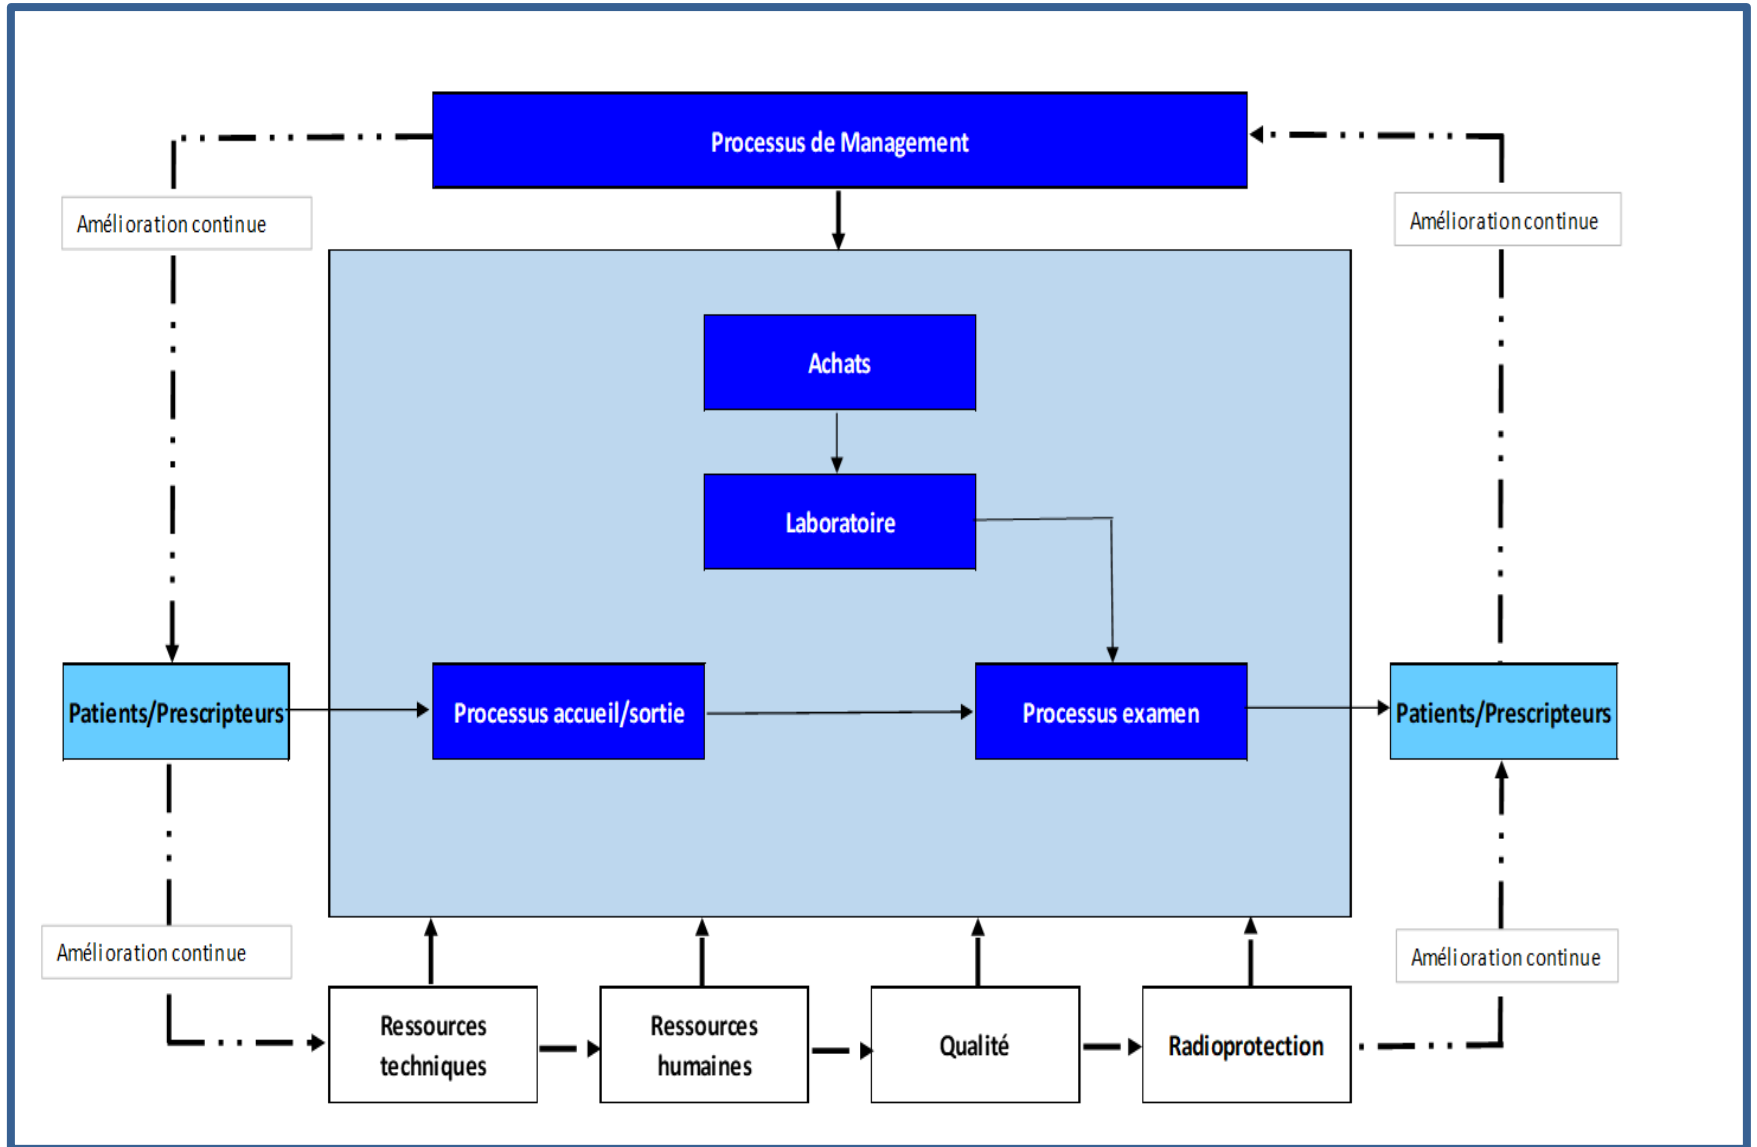 Processus de Management
Amélioration continue
Amélioration continue
Achats
Laboratoire
Patients/Prescripteurs
Processus accueil/sortie
Processus examen
Patients/Prescripteurs
Amélioration continue
Amélioration continue
Ressources
techniques
Ressources
humaines
Qualité
Radioprotection